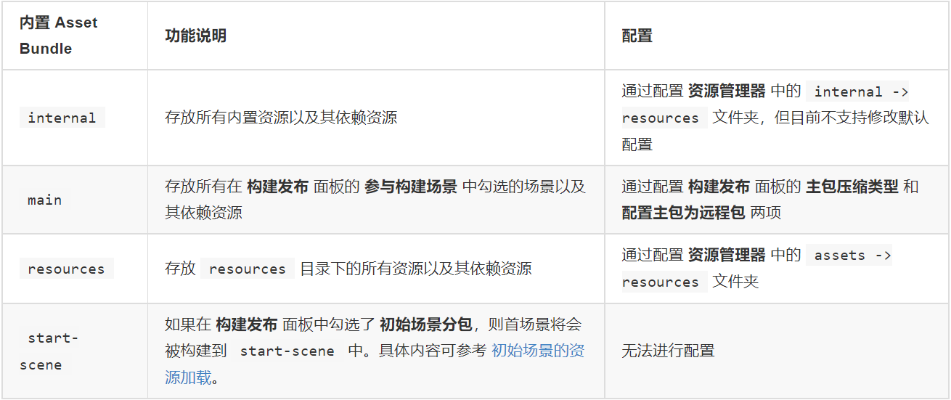 内置 Asset
Bundle
功能说明
配置
internal
存放所有内置资源以及其依赖资源
通过配置 资源管理器 中的 internal ->
resources 文件夹，但目前不支持修改默认
配置
main
存放所有在 构建发布 面板的 参与构建场景 中勾选的场景以及
其依赖资源
通过配置 构建发布 面板的 主包压缩类型 和
配置主包为远程包 两项
resources
存放 resources 目录下的所有资源以及其依赖资源
通过配置 资源管理器 中的 assets ->
resources 文件夹
start-
scene
如果在 构建发布 面板中勾选了 初始场景分包，则首场景将会
被构建到 start-scene 中。具体内容可参考 初始场景的资
源加载。
无法进行配置